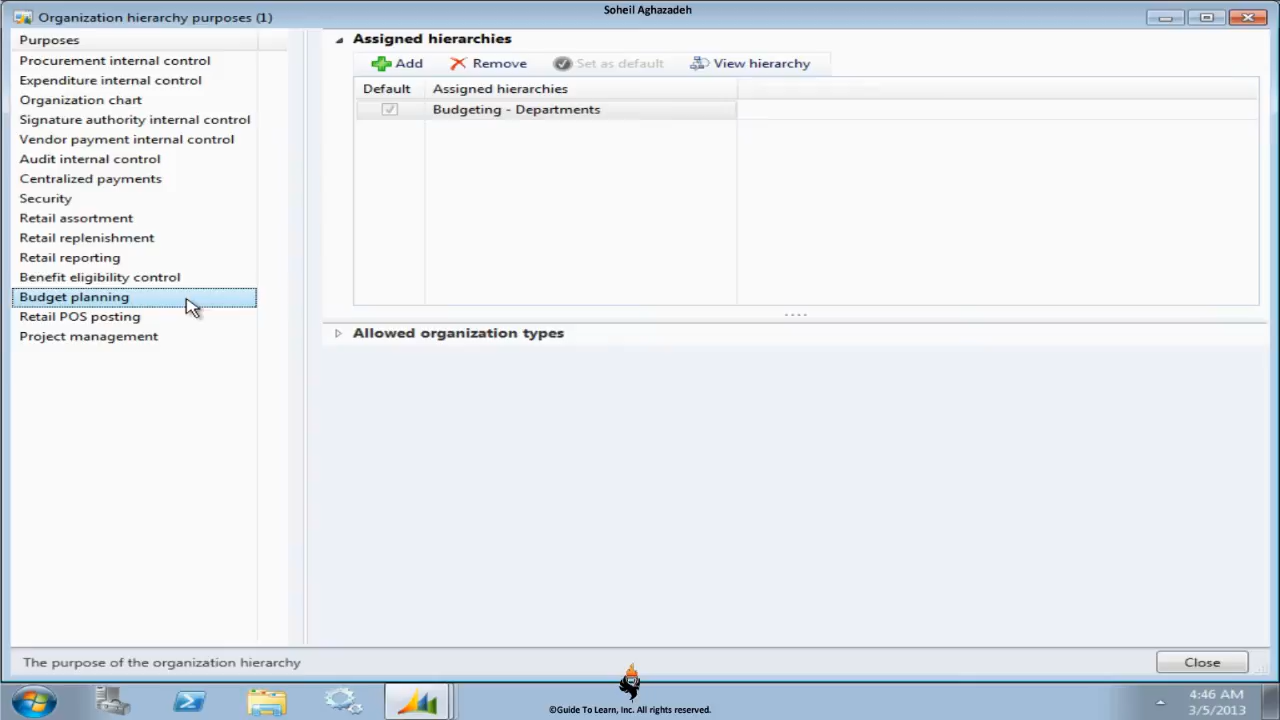 Soheil Aghazadeh
Organization hierarchy purposes (1)
Purposes
Procurement internal control
Expenditure internal control
Organization chart
Signature authority internal control
Vendor payment internal control
Audit internal control
Centralized payments
Security
Retail assortment
Retail replenishment
Retail reporting
Benefit eligibility control
Budget planning
Retail POS posting
Project management
Assigned hierarchies
Add Remove Set as default View hierarchy
Default Assigned hierarchies
Budgeting - Departments
Allowed organization types
The purpose of the organization hierarchy
Close
4:46 AM
3/5/2013
©Guide To Learn, Inc. All rights reserved.